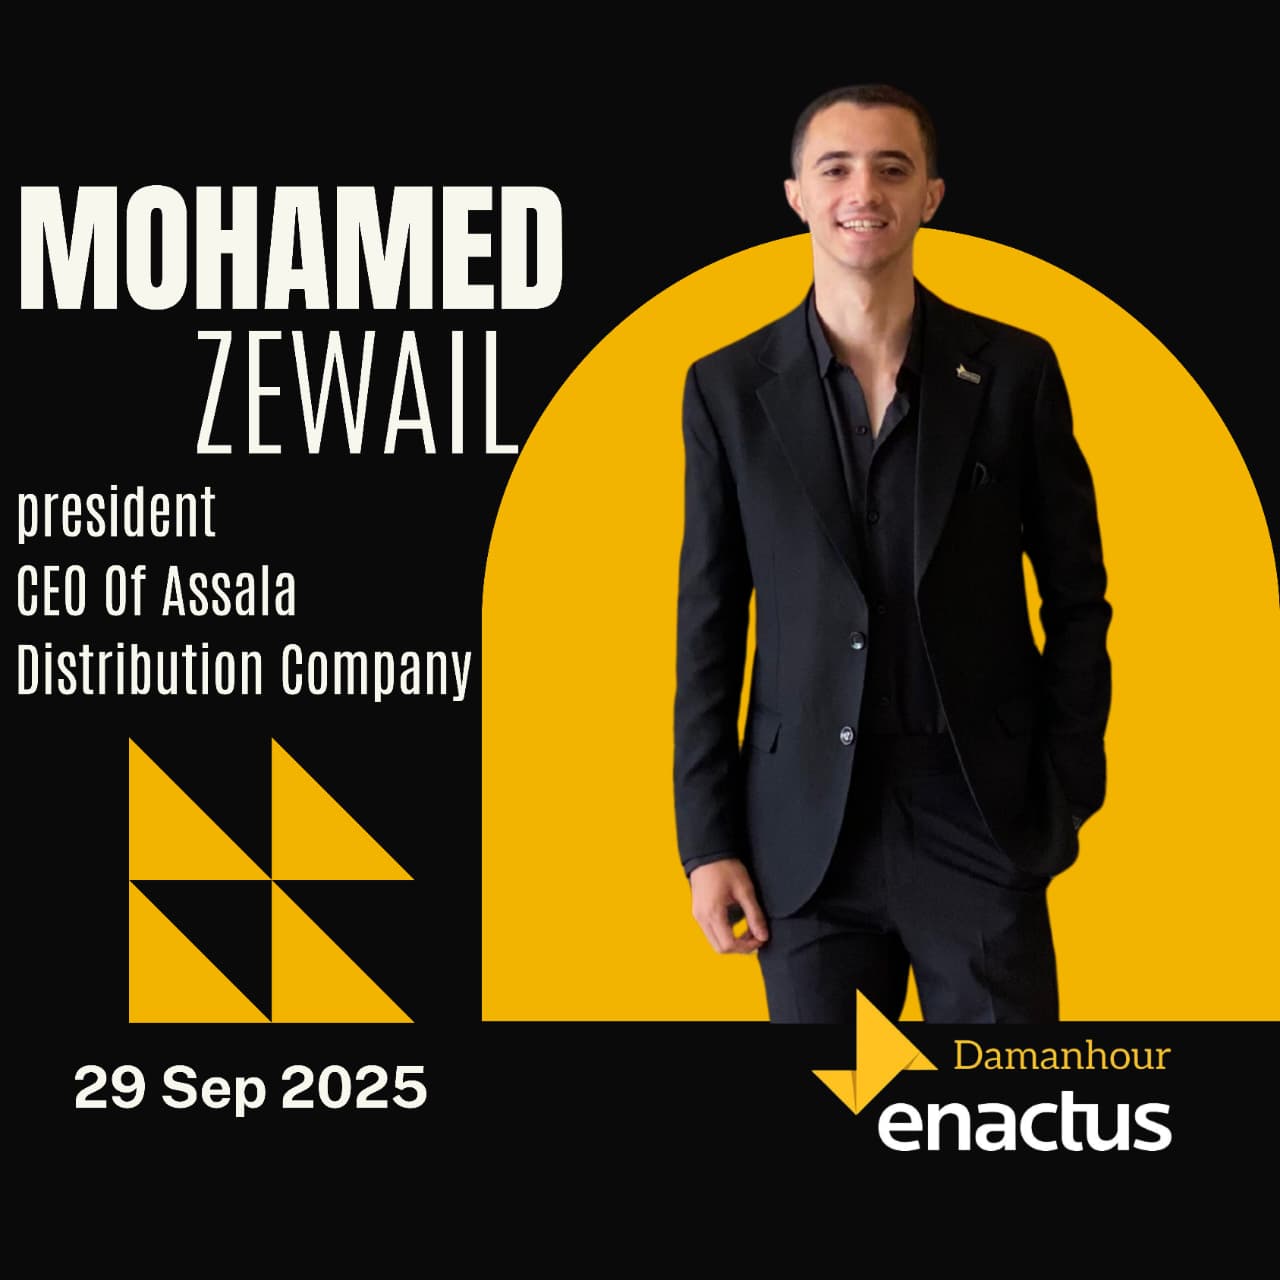 MOHAMED
ZEWAIL
president
CEO Of Assala
Distribution Company
29 Sep 2025
Damanhour
enactus